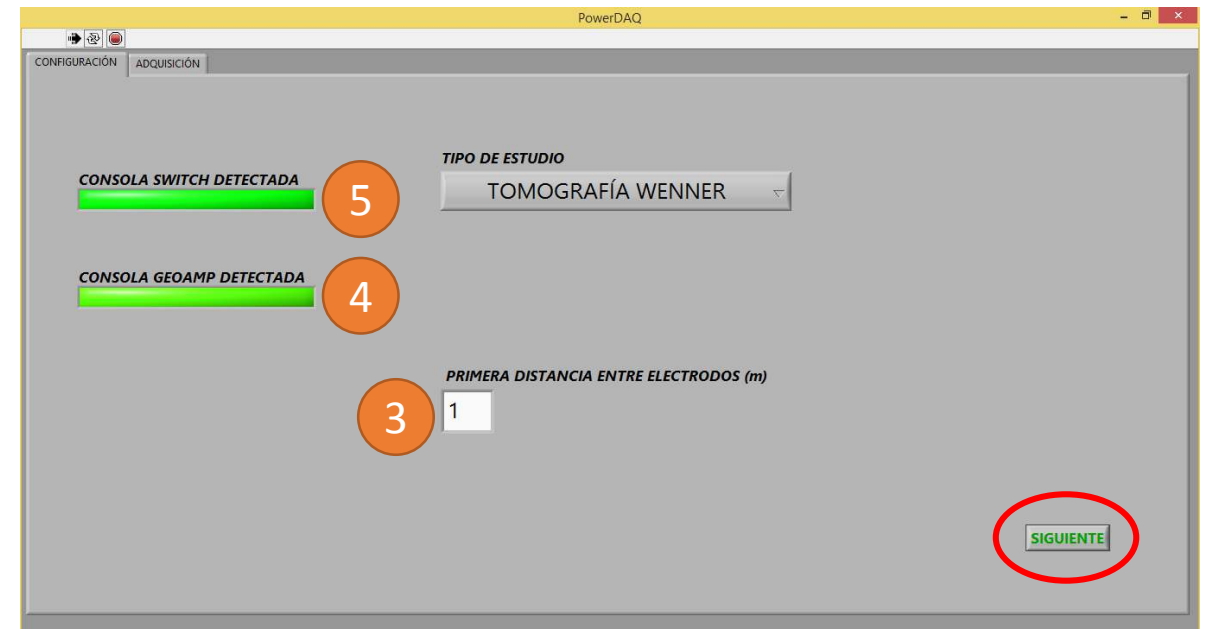 PowerDAQ
CONFIGURACIÓN ADQUISICIÓN
TIPO DE ESTUDIO
TOMOGRAFÍA WENNER
CONSOLA SWITCH DETECTADA
5
CONSOLA GEOAMP DETECTADA
4
PRIMERA DISTANCIA ENTRE ELECTRODOS (m)
3
1
SIGUIENTE